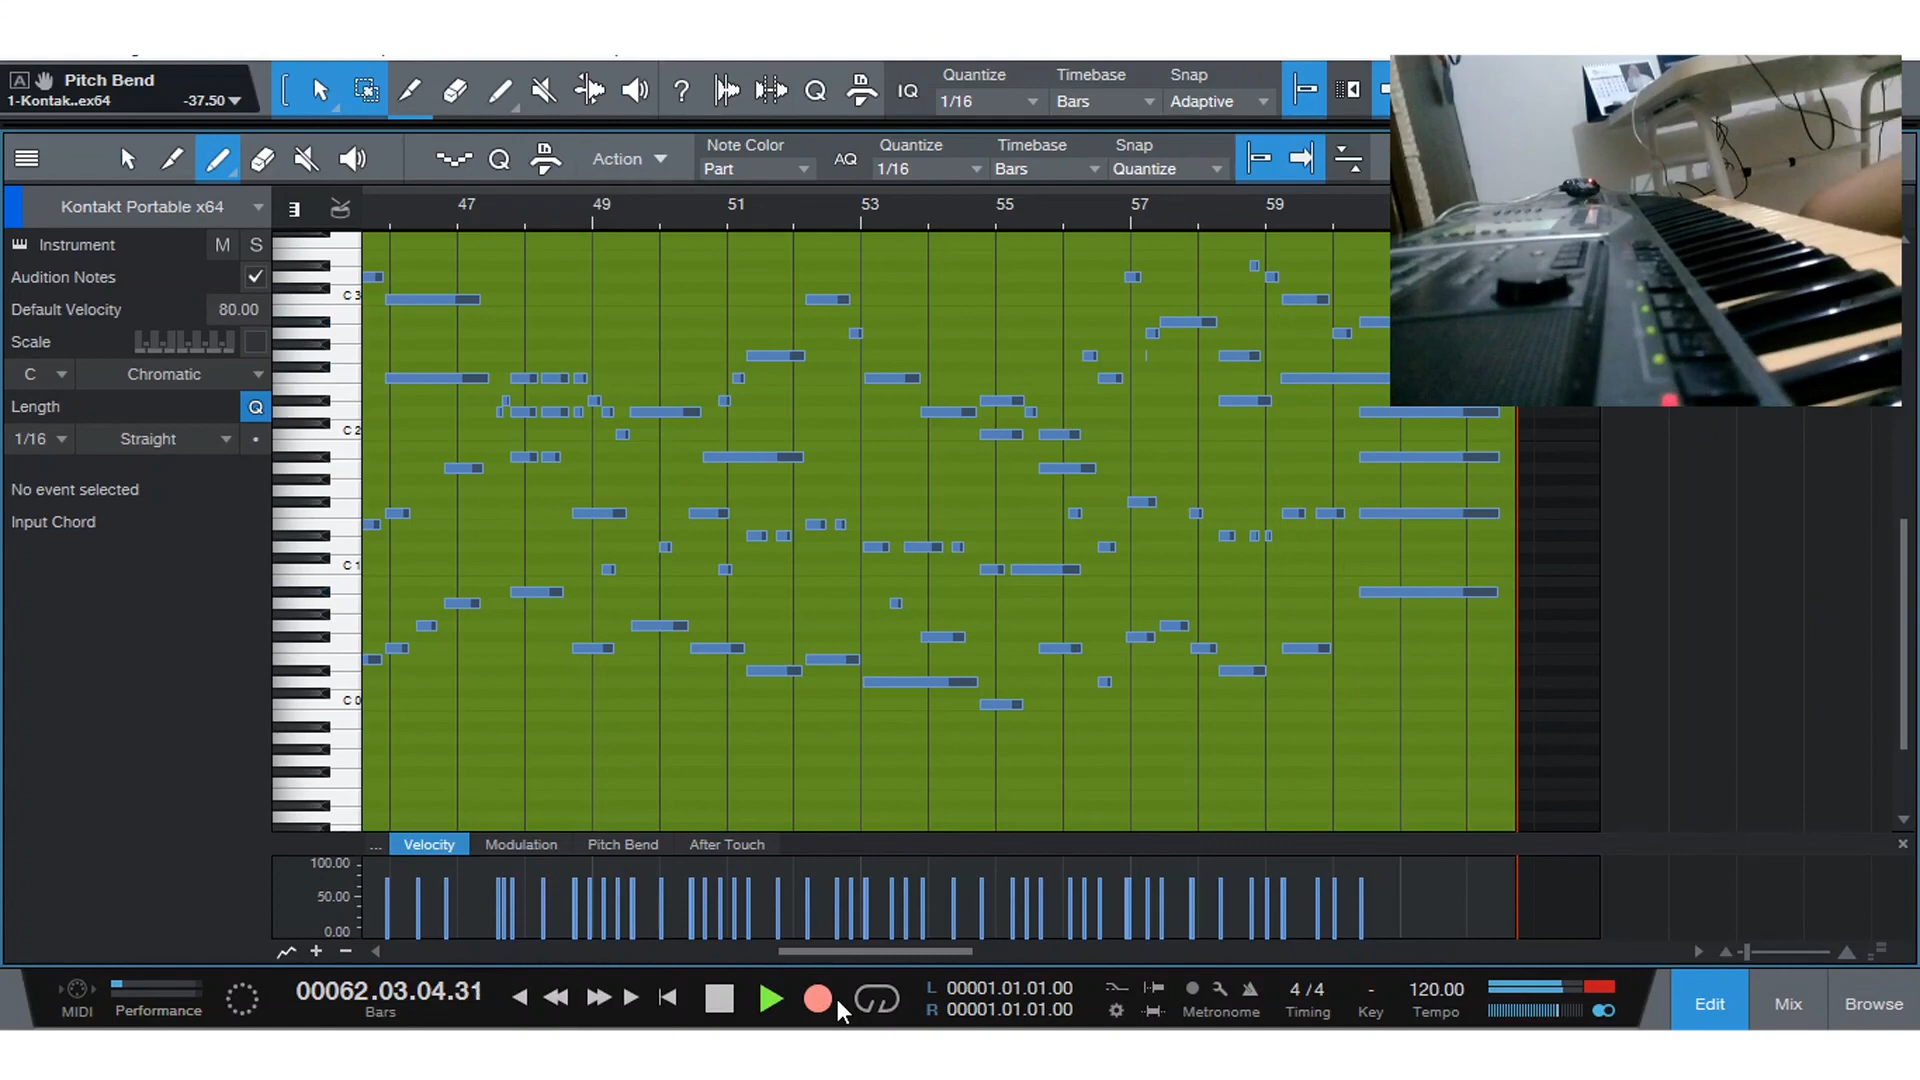 A Pitch Bend
1-Kontak..ex64 -37.50
Quantize Timebase Snap
IQ 1/16 Bars Adaptive
Action
Note Color
Part
AQ
Quantize Timebase Snap
1/16 Bars Quantize
Kontakt Portable x64
47 49 51 53 55 57 59
Instrument M S
Audition Notes
Default Velocity 80.00
Scale
C Chromatic
Length Q
1/16 Straight
No event selected
Input Chord
C 3
C 2
C 1
C 0
... Velocity Modulation Pitch Bend After Touch
100.00
50.00
0.00
MIDI
Performance
00062.03.04.31
Bars
L 00001.01.01.00
R 00001.01.01.00
Metronome
4 / 4
Timing
-
Key
120.00
Tempo
Edit Mix Browse